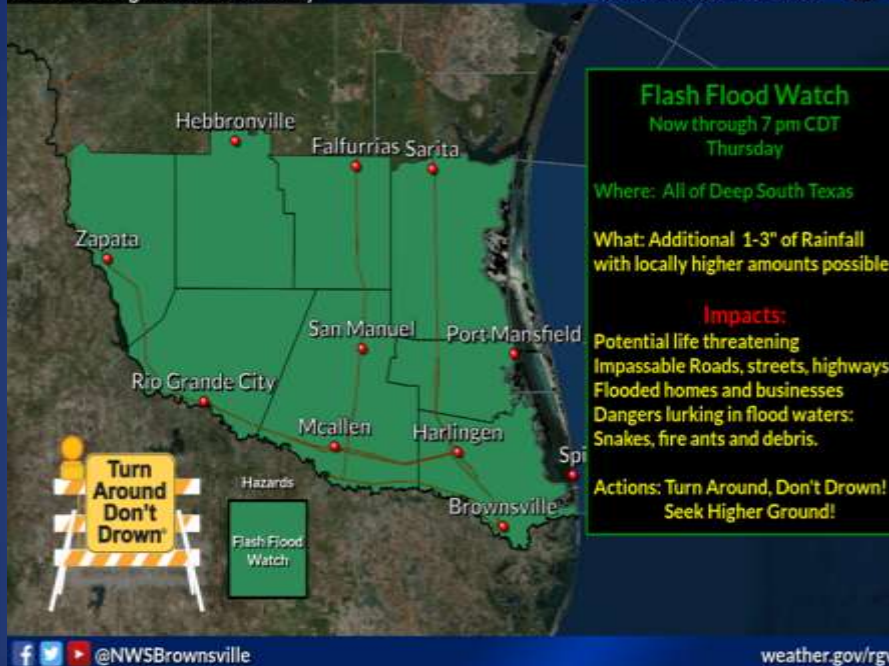 Hebbronville
Falfurrias
Sarita
Zapata
San Manuel
Port Mansfield
Rio Grande City
Mcallen
Harlingen
Brownsville
Flash Flood Watch
Now through 7 pm CDT
Thursday
Where: All of Deep South Texas
What: Additional 1-3" of Rainfall
with locally higher amounts possible
Impacts:
Potential life threatening
Impassable Roads, streets, highways
Flooded homes and businesses
Dangers lurking in flood waters:
Snakes, fire ants and debris.
Actions: Turn Around, Don't Drown!
Seek Higher Ground!
Turn
Around
Don't
Drown
Hazards
Flash Flood
Watch
@NWSBrownsville
weather.gov/rgv